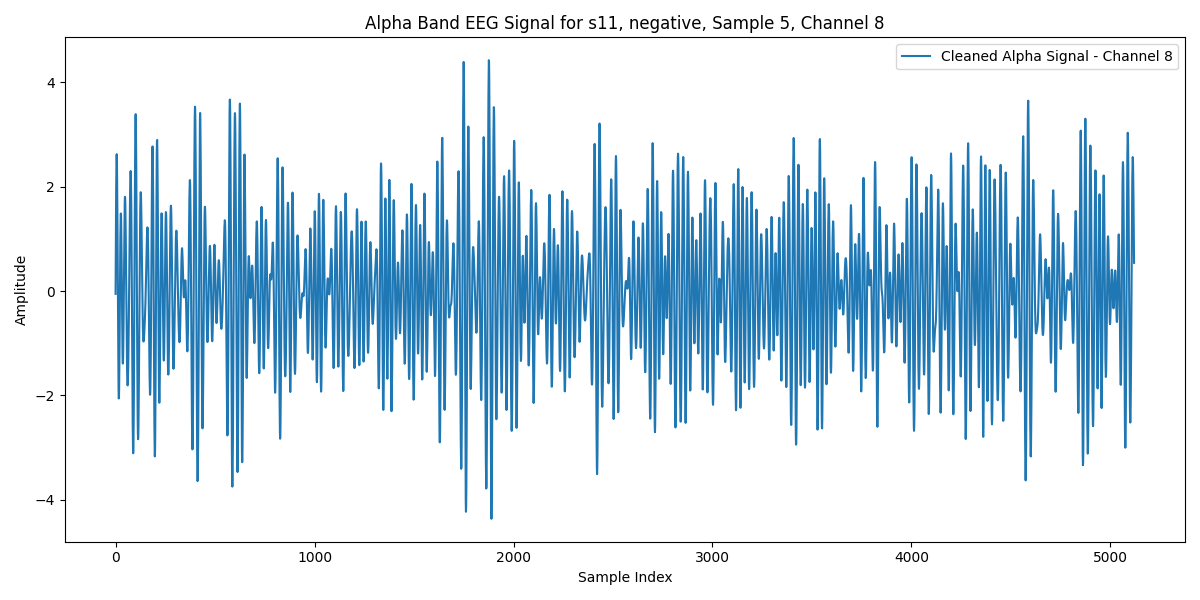 Alpha Band EEG Signal for s11, negative, Sample 5, Channel 8
Cleaned Alpha Signal - Channel 8
Amplitude
4
2
0
−2
−4
0 1000 2000 3000 4000 5000
Sample Index